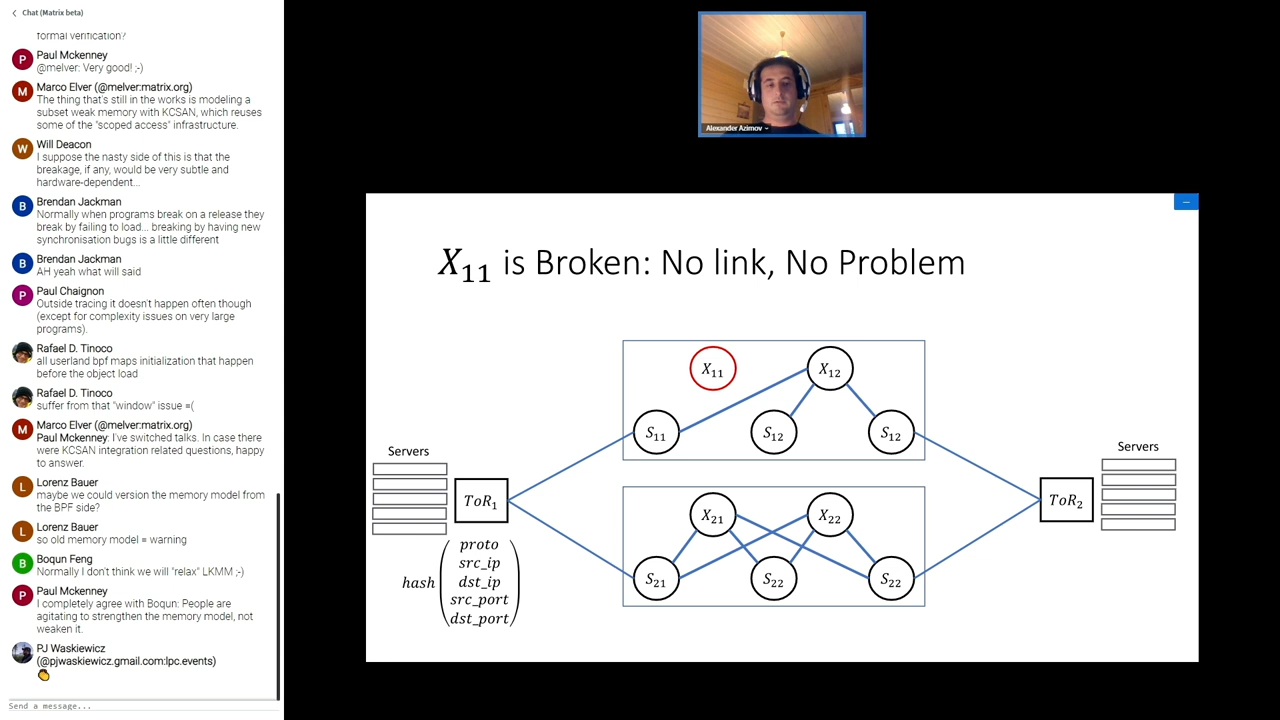 Chat (Matrix beta)
formal verification?
P
Paul Mckenney
@melver: Very good! ;-)
M
Marco Elver (@melver:matrix.org)
The thing that's still in the works is modeling a
subset weak memory with KCSAN, which reuses
some of the "scoped access" infrastructure.
W
Will Deacon
I suppose the nasty side of this is that the
breakage, if any, would be very subtle and
hardware-dependent...
B
Brendan Jackman
Normally when programs break on a release they
break by failing to load... breaking by having new
synchronisation bugs is a little different
B
Brendan Jackman
AH yeah what will said
P
Paul Chaignon
Outside tracing it doesn't happen often though
(except for complexity issues on very large
programs).
Rafael D. Tinoco
all userland bpf maps initialization that happen
before the object load
Rafael D. Tinoco
suffer from that "window" issue =(
M
Marco Elver (@melver:matrix.org)
Paul Mckenney: I've switched talks. In case there
were KCSAN integration related questions, happy
to answer.
L
Lorenz Bauer
maybe we could version the memory model from
the BPF side?
L
Lorenz Bauer
so old memory model = warning
B
Boqun Feng
Normally I don't think we will "relax" LKMM ;-)
P
Paul Mckenney
I completely agree with Boqun: People are
agitating to strengthen the memory model, not
weaken it.
PJ Waskiewicz
(@pjwaskiewicz.gmail.com:lpc.events)
Send a message...
Alexander Azimov
X11 is Broken: No link, No Problem
X11
X12
S11
S12
S12
Servers
ToR1
Servers
ToR2
X21
X22
S21
S22
S22
hash
proto
src_ip
dst_ip
src_port
dst_port